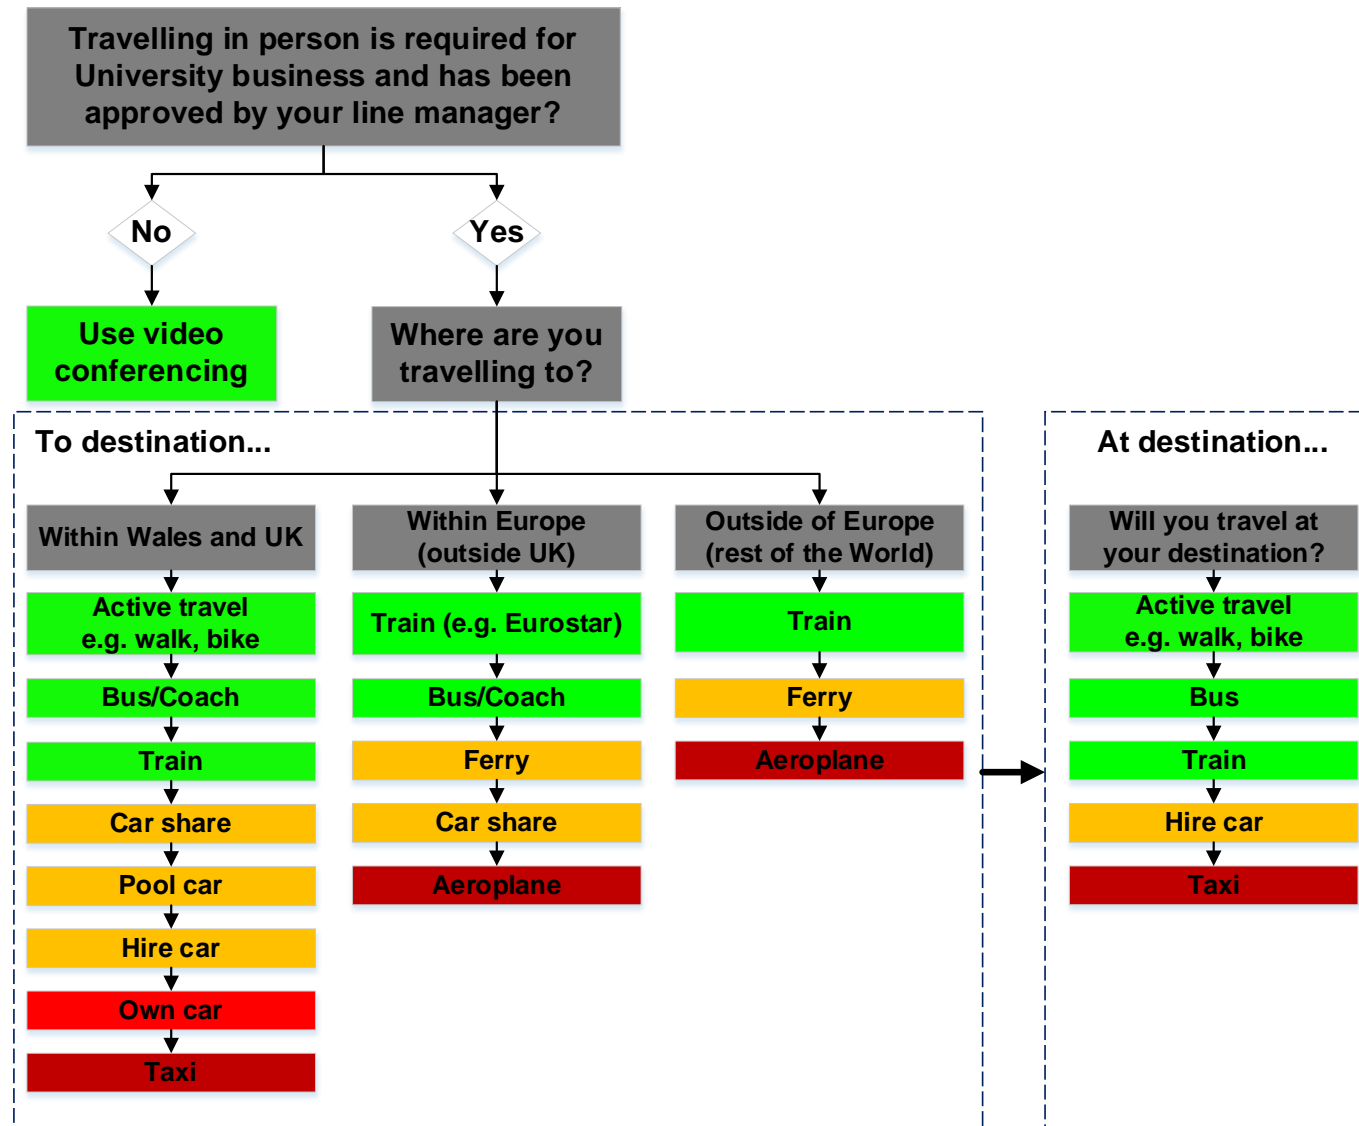 Travelling in person is required for
University business and has been
approved by your line manager?
No
Yes
Use video
conferencing
Where are you
travelling to?
To destination...
Within Wales and UK
Active travel
e.g. walk, bike
Bus/Coach
Train
Car share
Pool car
Hire car
Own car
Taxi
Within Europe
(outside UK)
Train (e.g. Eurostar)
Bus/Coach
Ferry
Car share
Aeroplane
Outside of Europe
(rest of the World)
Train
Ferry
Aeroplane
At destination...
Will you travel at
your destination?
Active travel
e.g. walk, bike
Bus
Train
Hire car
Taxi